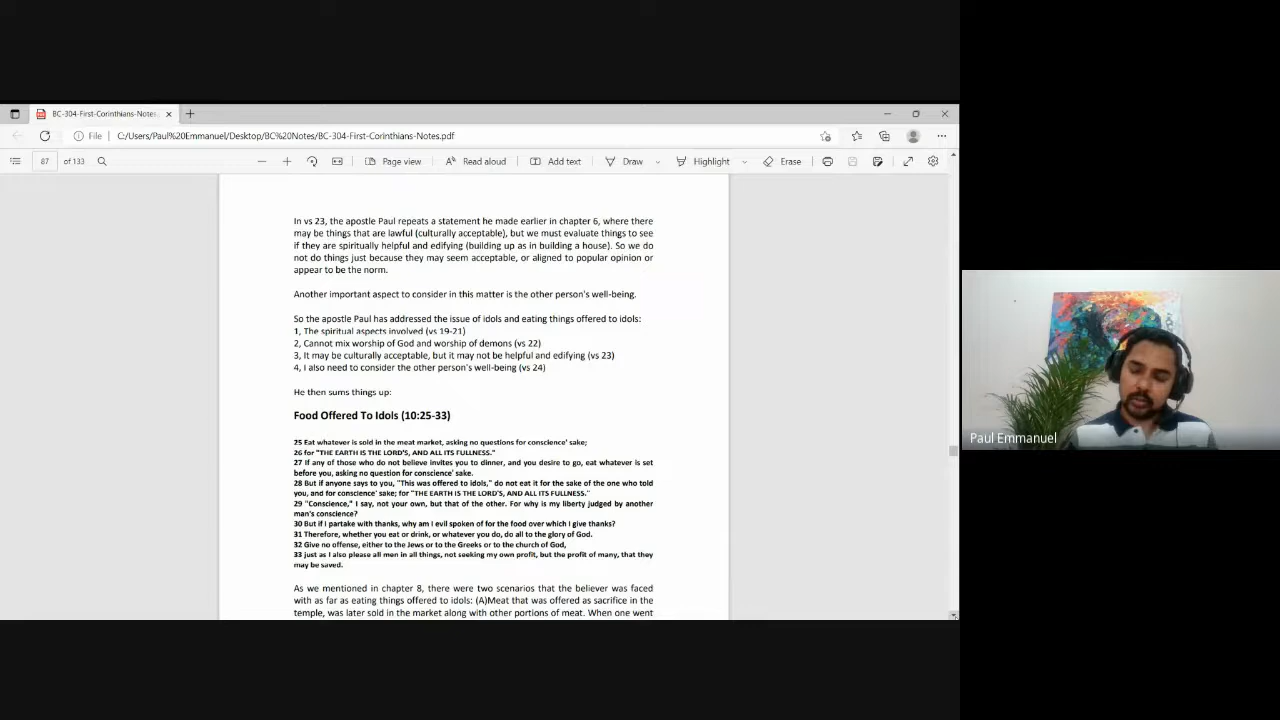 BC-304-First-Corinthians-Notes
File
C:/Users/Paul%20Emmanuel/Desktop/BC%20Notes/BC-304-First-Corinthians-Notes.pdf
87 of 133
Page view
Read aloud
Add text
Draw
Highlight
Erase
In vs 23, the apostle Paul repeats a statement he made earlier in chapter 6, where there
may be things that are lawful (culturally acceptable), but we must evaluate things to see
if they are spiritually helpful and edifying (building up as in building a house). So we do
not do things just because they may seem acceptable, or aligned to popular opinion or
appear to be the norm.
Another important aspect to consider in this matter is the other person's well-being.
So the apostle Paul has addressed the issue of idols and eating things offered to idols:
1, The spiritual aspects involved (vs 19-21)
2, Cannot mix worship of God and worship of demons (vs 22)
3, It may be culturally acceptable, but it may not be helpful and edifying (vs 23)
4, I also need to consider the other person's well-being (vs 24)
He then sums things up:
Food Offered To Idols (10:25-33)
25 Eat whatever is sold in the meat market, asking no questions for conscience' sake;
26 for "THE EARTH IS THE LORD'S, AND ALL ITS FULLNESS."
27 If any of those who do not believe invites you to dinner, and you desire to go, eat whatever is set
before you, asking no question for conscience' sake.
28 But if anyone says to you, "This was offered to idols," do not eat it for the sake of the one who told
you, and for conscience' sake; for "THE EARTH IS THE LORD'S, AND ALL ITS FULLNESS."
29 "Conscience," I say, not your own, but that of the other. For why is my liberty judged by another
man's conscience?
30 But if I partake with thanks, why am I evil spoken of for the food over which I give thanks?
31 Therefore, whether you eat or drink, or whatever you do, do all to the glory of God.
32 Give no offense, either to the Jews or to the Greeks or to the church of God,
33 just as I also please all men in all things, not seeking my own profit, but the profit of many, that they
may be saved.
As we mentioned in chapter 8, there were two scenarios that the believer was faced
with as far as eating things offered to idols: (A)Meat that was offered as sacrifice in the
temple, was later sold in the market along with other portions of meat. When one went
Paul Emmanuel